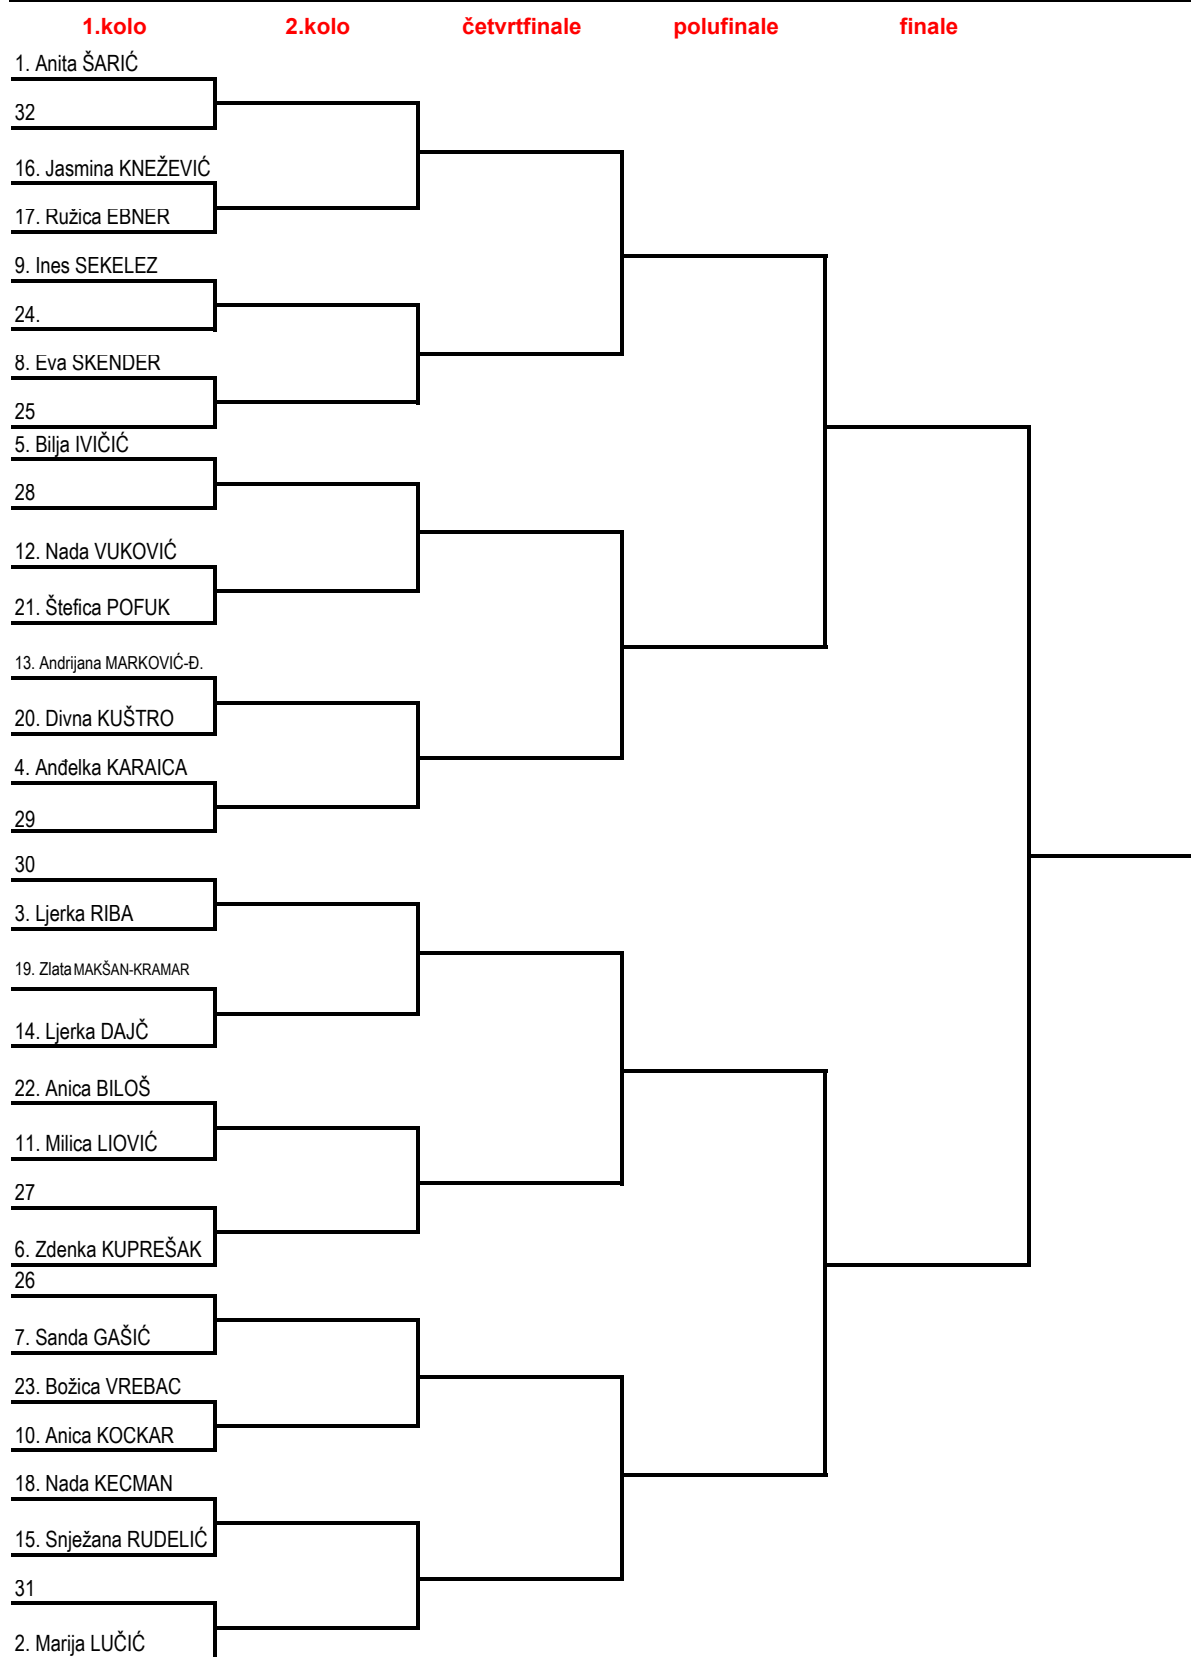 1.kolo 2.kolo četvrtfinale polufinale finale
1. Anita ŠARIĆ
32
16. Jasmina KNEŽEVIĆ
17. Ružica EBNER
9. Ines SEKELEZ
24.
8. Eva SKENDER
25
5. Bilja IVIČIĆ
28
12. Nada VUKOVIĆ
21. Štefica POFUK
13. Andrijana MARKOVIĆ-Đ.
20. Divna KUŠTRO
4. Anđelka KARAICA
29
30
3. Ljerka RIBA
19. Zlata MAKŠAN-KRAMAR
14. Ljerka DAJČ
22. Anica BILOŠ
11. Milica LIOVIĆ
27
6. Zdenka KUPREŠAK
26
7. Sanda GAŠIĆ
23. Božica VREBAC
10. Anica KOCKAR
18. Nada KECMAN
15. Snježana RUDELIĆ
31
2. Marija LUČIĆ